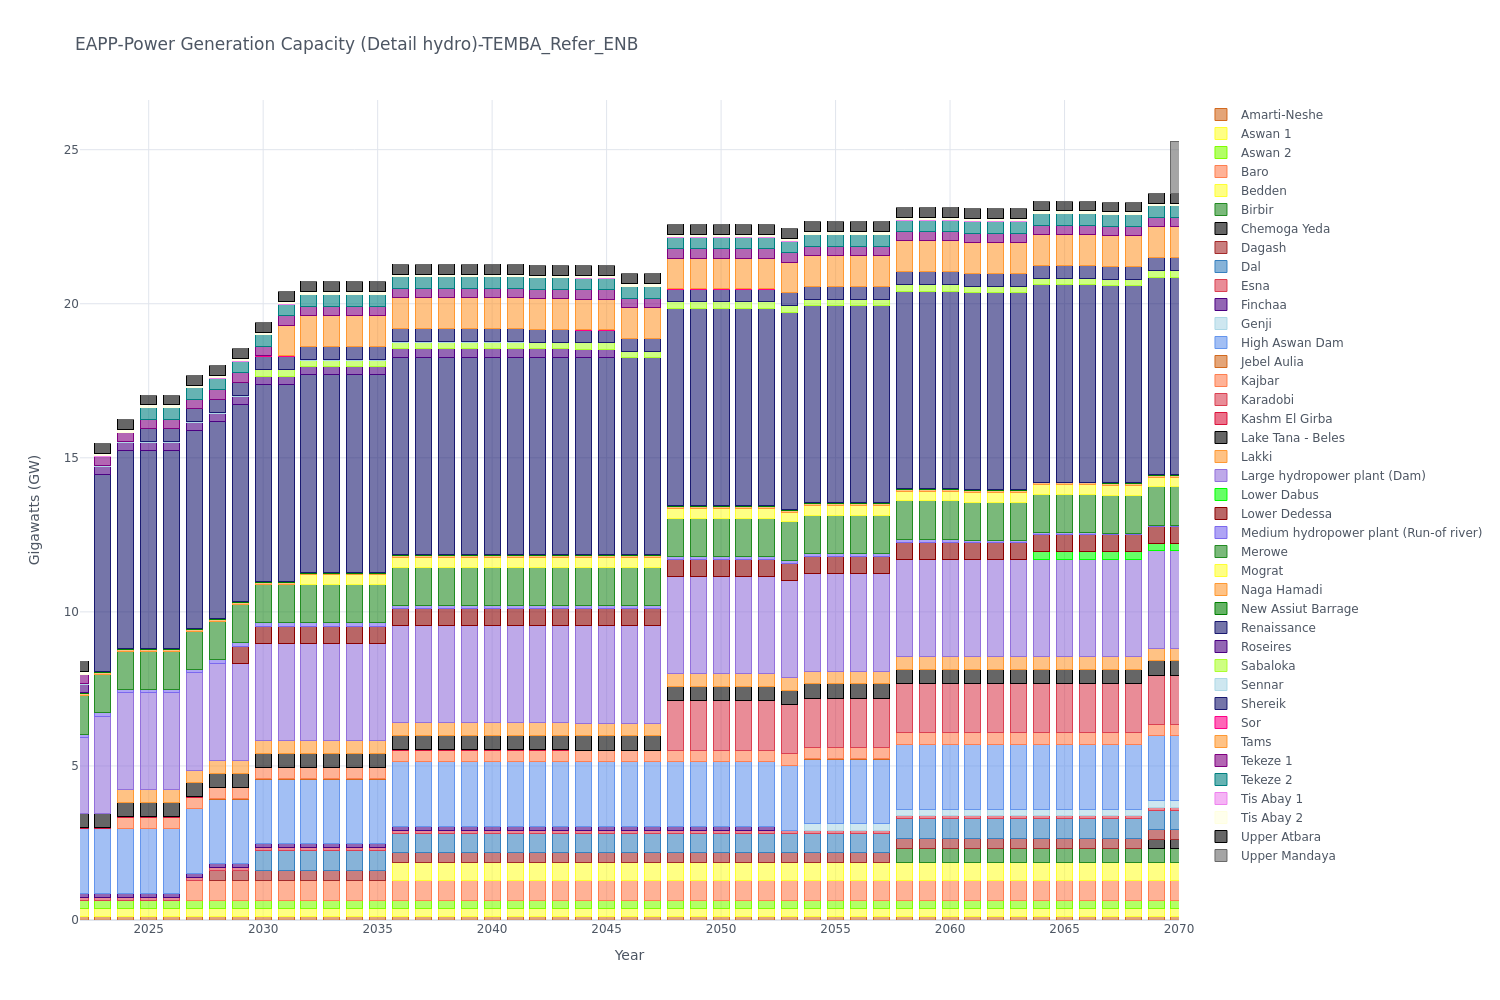 EAPP-Power Generation Capacity (Detail hydro)-TEMBA_Refer_ENB
Gigawatts (GW)
25
20
15
10
5
0
2025
2030
2035
2040
2045
2050
2055
2060
2065
2070
Year
Amarti-Neshe
Aswan 1
Aswan 2
Baro
Bedden
Birbir
Chemoga Yeda
Dagash
Dal
Esna
Finchaa
Genji
High Aswan Dam
Jebel Aulia
Kajbar
Karadobi
Kashm El Girba
Lake Tana - Beles
Lakki
Large hydropower plant (Dam)
Lower Dabus
Lower Dedessa
Medium hydropower plant (Run-of river)
Merowe
Mograt
Naga Hamadi
New Assiut Barrage
Renaissance
Roseires
Sabaloka
Sennar
Shereik
Sor
Tams
Tekeze 1
Tekeze 2
Tis Abay 1
Tis Abay 2
Upper Atbara
Upper Mandaya